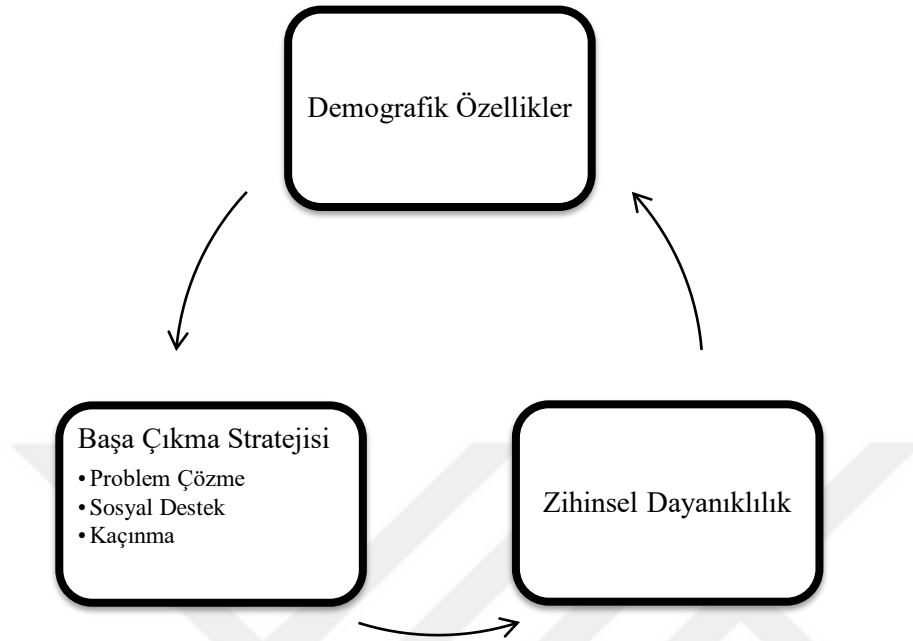 Demografik Özellikler
Başa Çıkma Stratejisi
• Problem Çözme
• Sosyal Destek
• Kaçınma
Zihinsel Dayanıklılık